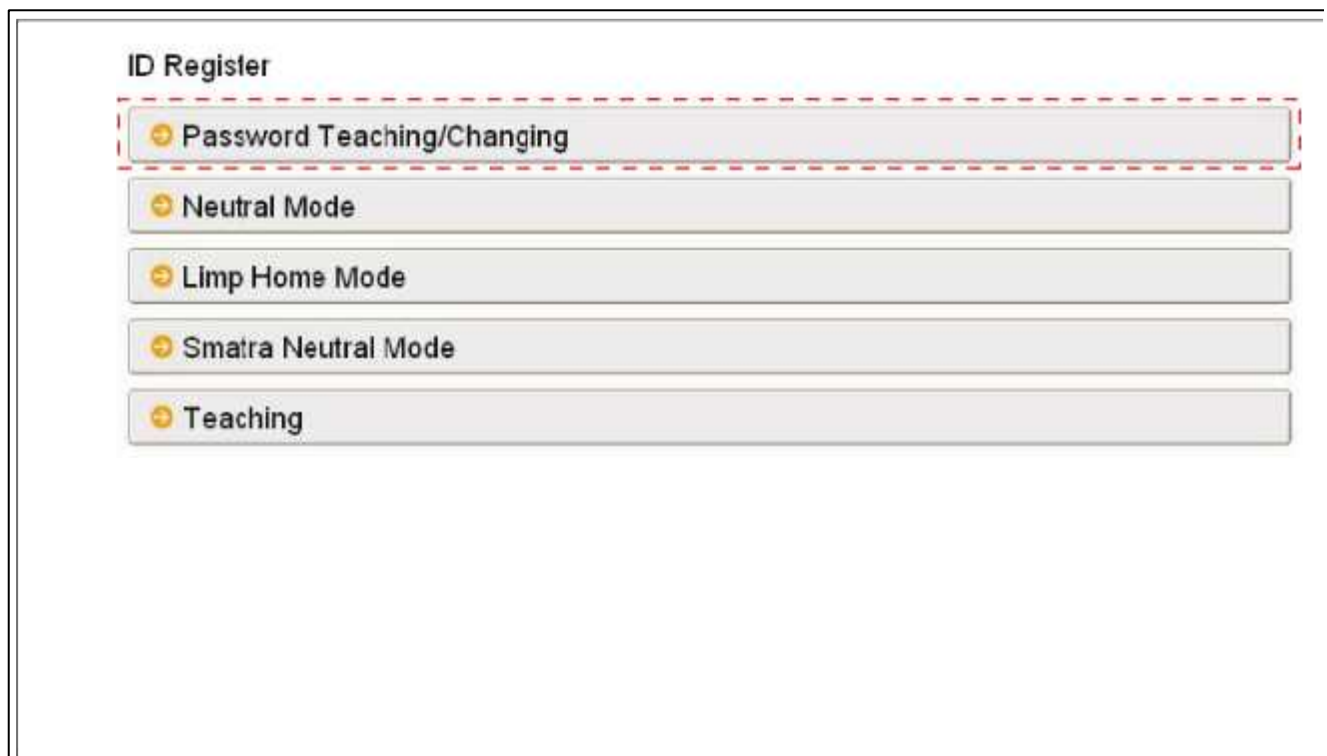 ID Register
Password Teaching/Changing
Neutral Mode
Limp Home Mode
Smatra Neutral Mode
Teaching